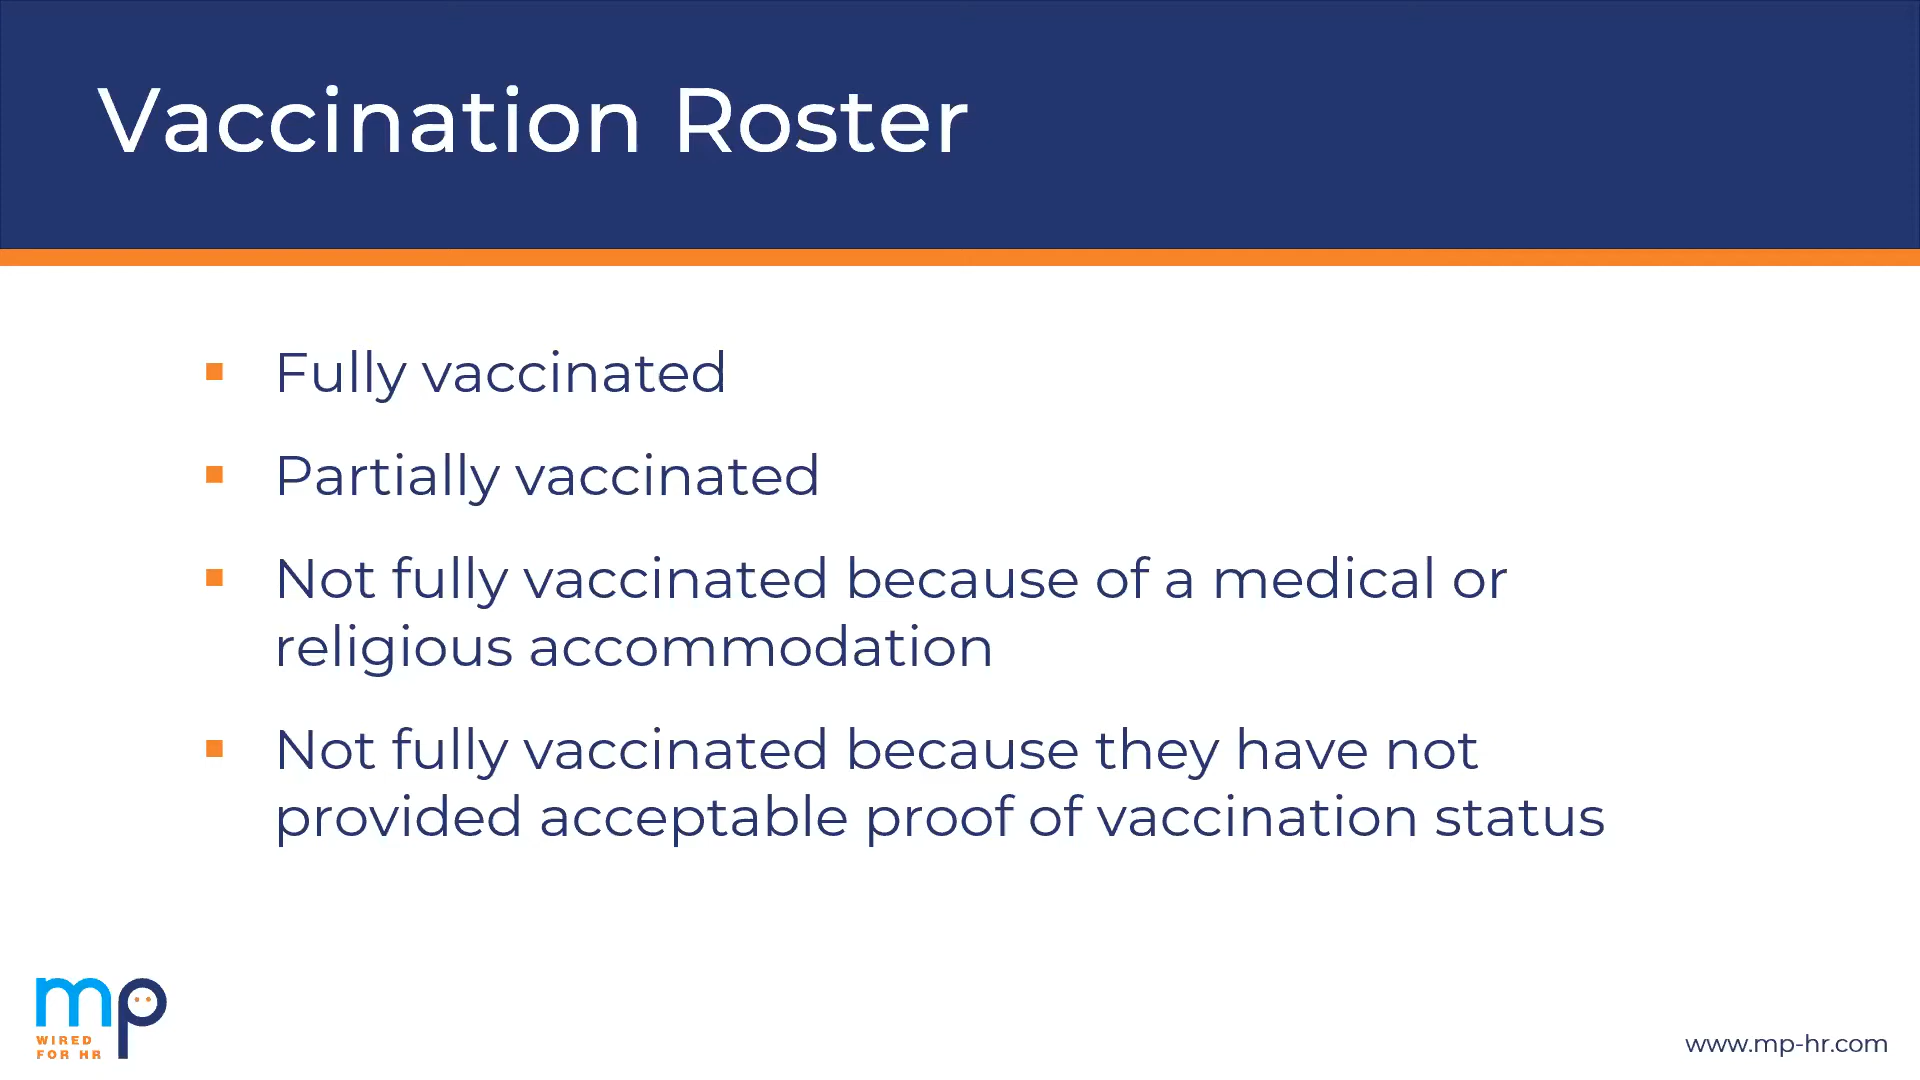 Vaccination Roster
Fully vaccinated
Partially vaccinated
Not fully vaccinated because of a medical or
religious accommodation
Not fully vaccinated because they have not
provided acceptable proof of vaccination status
mp
WIRED
FOR HR
www.mp-hr.com